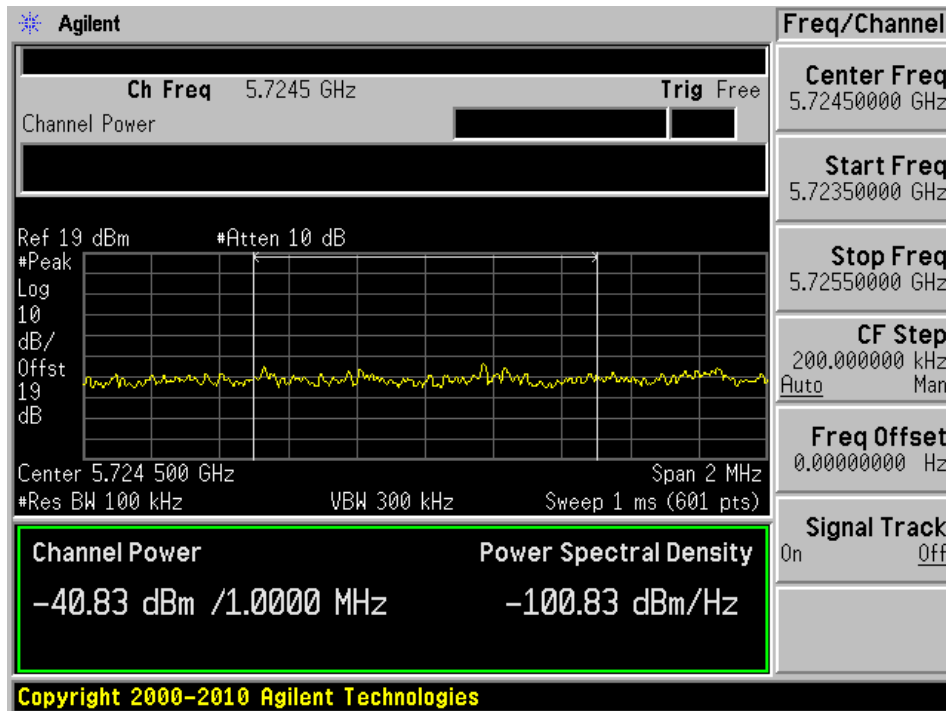 Agilent
Ch Freq 5.7245 GHz Trig Free
Channel Power
Ref 19 dBm #Atten 10 dB
#Peak
Log
10
dB/
Offst
19
dB
Center 5.724 500 GHz Span 2 MHz
#Res BW 100 kHz VBW 300 kHz Sweep 1 ms (601 pts)
Channel Power Power Spectral Density
-40.83 dBm /1.0000 MHz -100.83 dBm/Hz
Copyright 2000-2010 Agilent Technologies
Freq/Channel
Center Freq
5.72450000 GHz
Start Freq
5.72350000 GHz
Stop Freq
5.72550000 GHz
CF Step
200.000000 kHz
Auto Man
Freq Offset
0.00000000 Hz
Signal Track
On Off